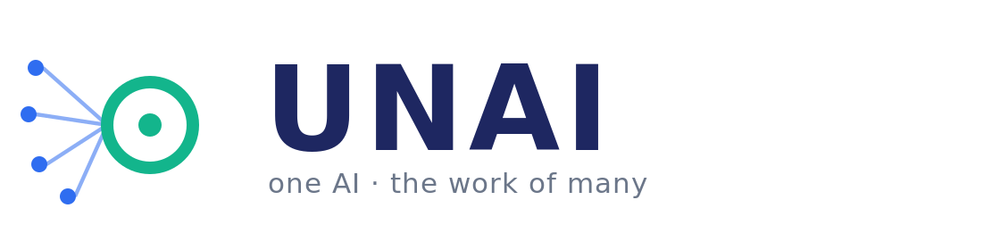 UNAI
one AI · the work of many